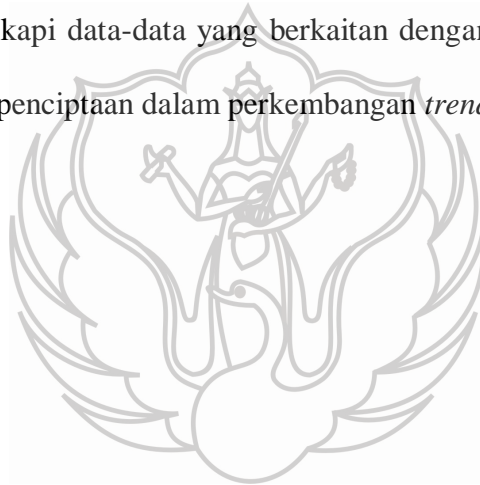 kapi data-data yang berkaitan dengan
penciptaan dalam perkembangan trend